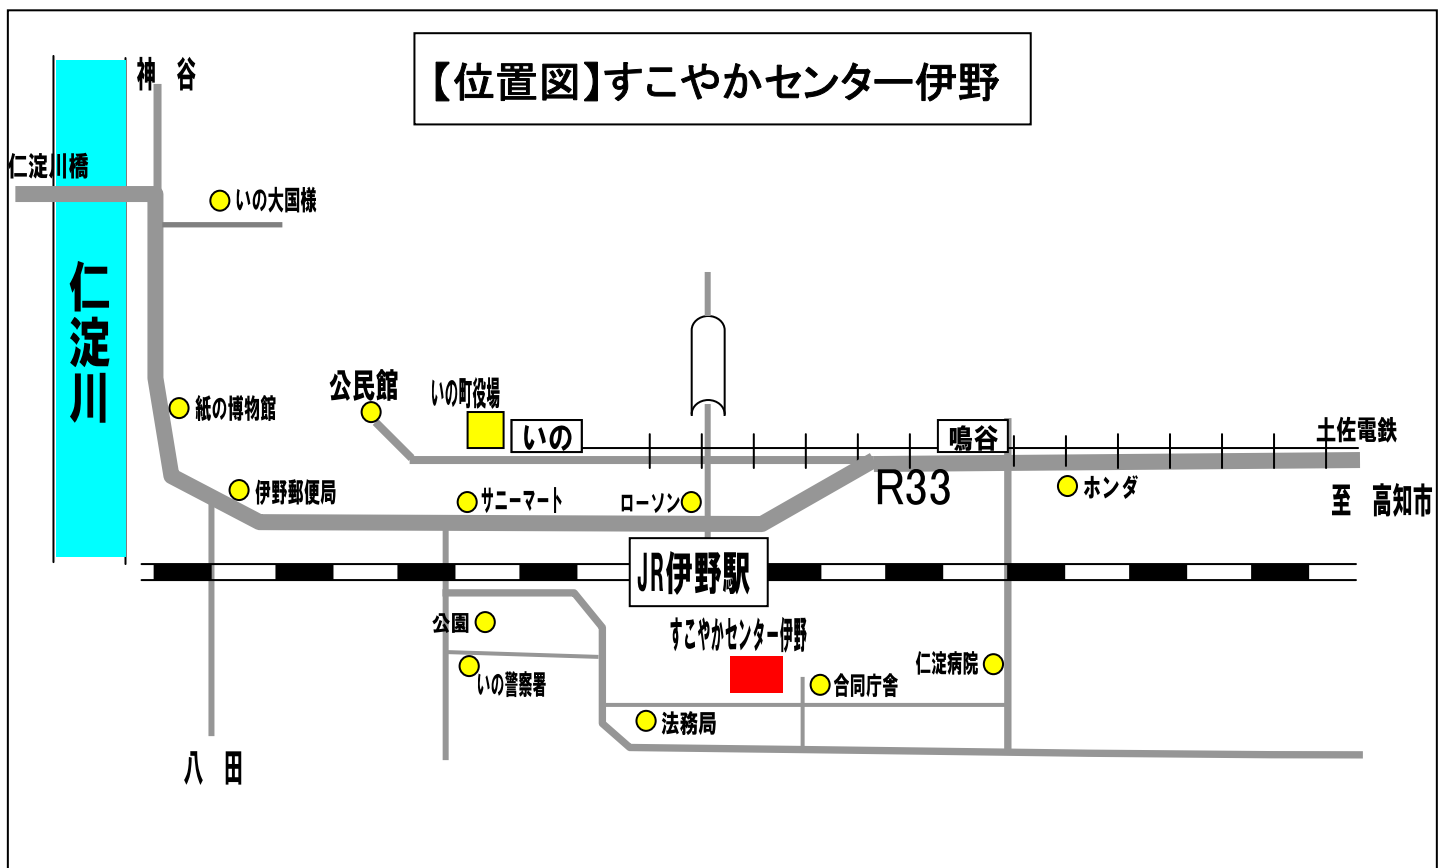 【位置図】すこやかセンター伊野
神　谷
仁淀川橋
いの大国様
仁淀川
公民館
いの町役場
紙の博物館
いの
鳴谷
土佐電鉄
R33
伊野郵便局
サニーマート
ローソン
ホンダ
至　高知市
JR伊野駅
公園
すこやかセンター伊野
いの警察署
合同庁舎
仁淀病院
法務局
八　田